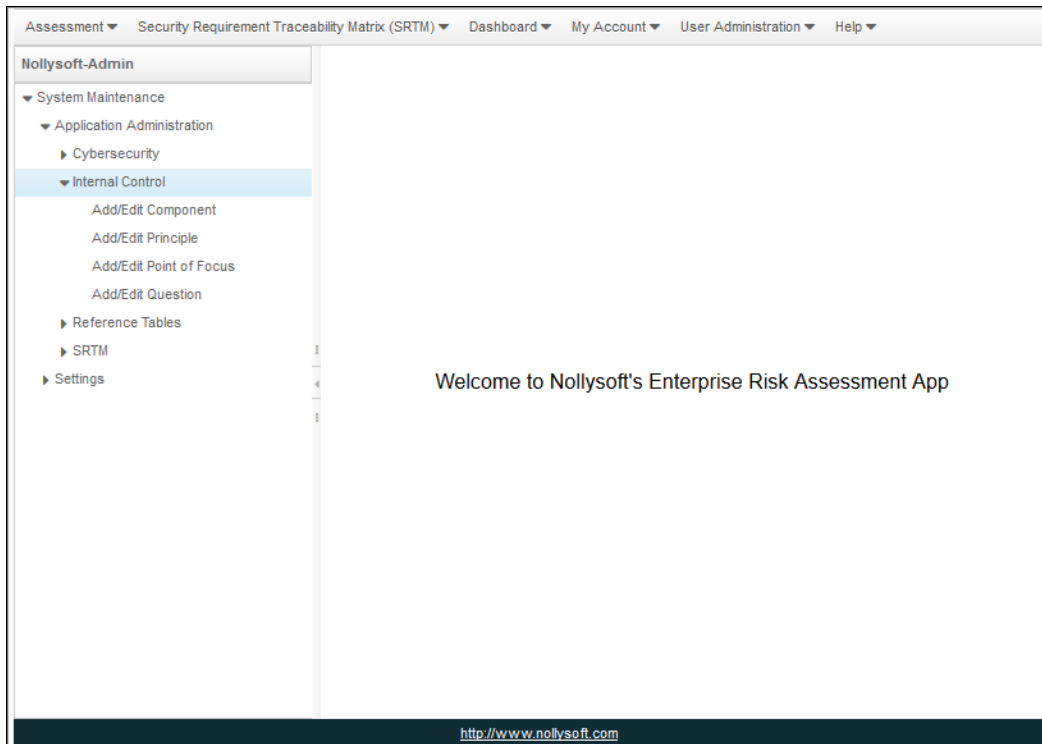 Assessment Security Requirement Traceability Matrix (SRTM) Dashboard My Account User Administration Help
Nollysoft-Admin
System Maintenance
Application Administration
Cybersecurity
Internal Control
Add/Edit Component
Add/Edit Principle
Add/Edit Point of Focus
Add/Edit Question
Reference Tables
SRTM
Settings
Welcome to Nollysoft's Enterprise Risk Assessment App
http://www.nollysoft.com